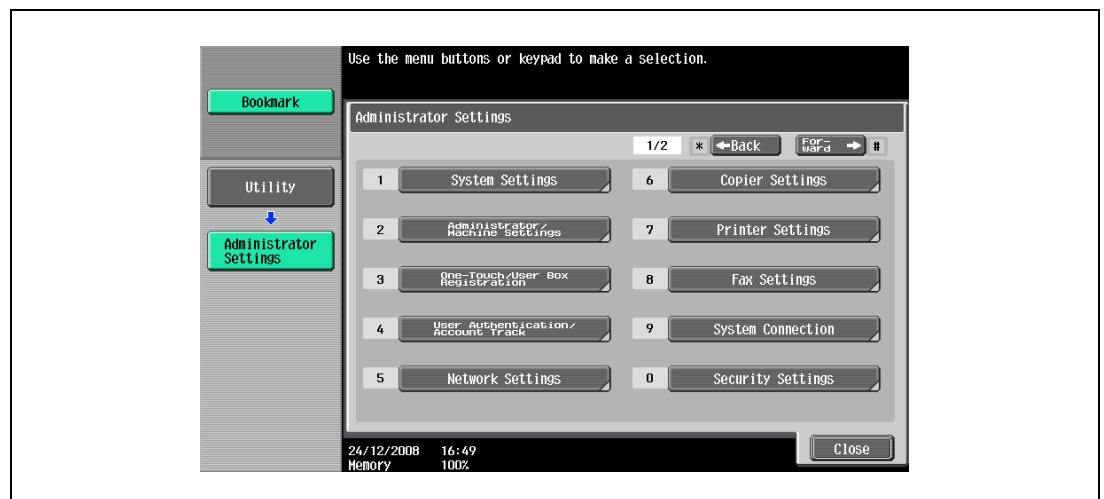 Use the menu buttons or keypad to make a selection.
Bookmark
Administrator Settings
1/2 * ←Back For-ward → #
Utility
Administrator
Settings
1 System Settings
6 Copier Settings
2 Administrator/
Machine Settings
7 Printer Settings
3 One-Touch/User Box
Registration
8 Fax Settings
4 User Authentication/
Account Track
9 System Connection
5 Network Settings
0 Security Settings
24/12/2008 16:49
Memory 100%
Close